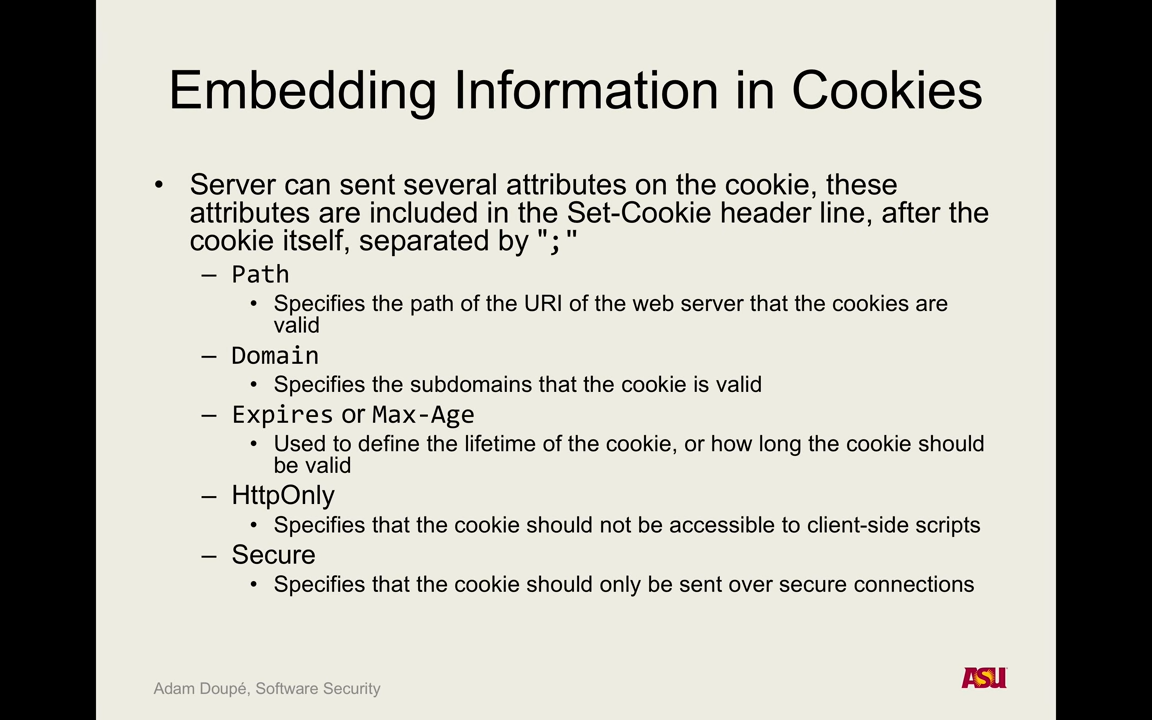 Embedding Information in Cookies
• Server can sent several attributes on the cookie, these
attributes are included in the Set-Cookie header line, after the
cookie itself, separated by ";"
– Path
• Specifies the path of the URI of the web server that the cookies are
valid
– Domain
• Specifies the subdomains that the cookie is valid
– Expires or Max-Age
• Used to define the lifetime of the cookie, or how long the cookie should
be valid
– HttpOnly
• Specifies that the cookie should not be accessible to client-side scripts
– Secure
• Specifies that the cookie should only be sent over secure connections
Adam Doupé, Software Security
ASU